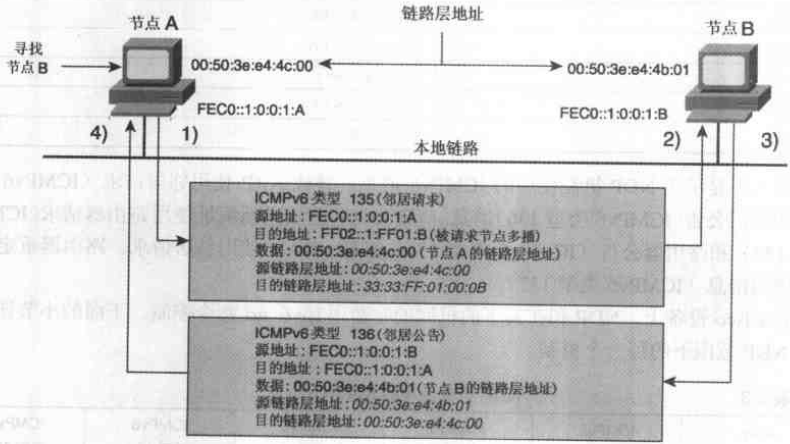 链路层地址
节点 A
节点 B
寻找
节点 B
00:50:3e:e4:4c:00
00:50:3e:e4:4b:01
FEC0::1:0:0:1:A
FEC0::1:0:0:1:B
4)
1)
2)
3)
本地链路
ICMPv6 类型 135(邻居请求)
源地址: FEC0::1:0:0:1:A
目的地址: FF02::1:FF01:B (被请求节点多播)
数据: 00:50:3e:e4:4c:00 (节点 A 的链路层地址)
源链路层地址: 00:50:3e:e4:4c:00
目的链路层地址: 33:33:FF:01:00:0B
ICMPv6 类型 136(邻居公告)
源地址: FEC0::1:0:0:1:B
目的地址: FEC0::1:0:0:1:A
数据: 00:50:3e:e4:4b:01 (节点 B 的链路层地址)
源链路层地址: 00:50:3e:e4:4b:01
目的链路层地址: 00:50:3e:e4:4c:00